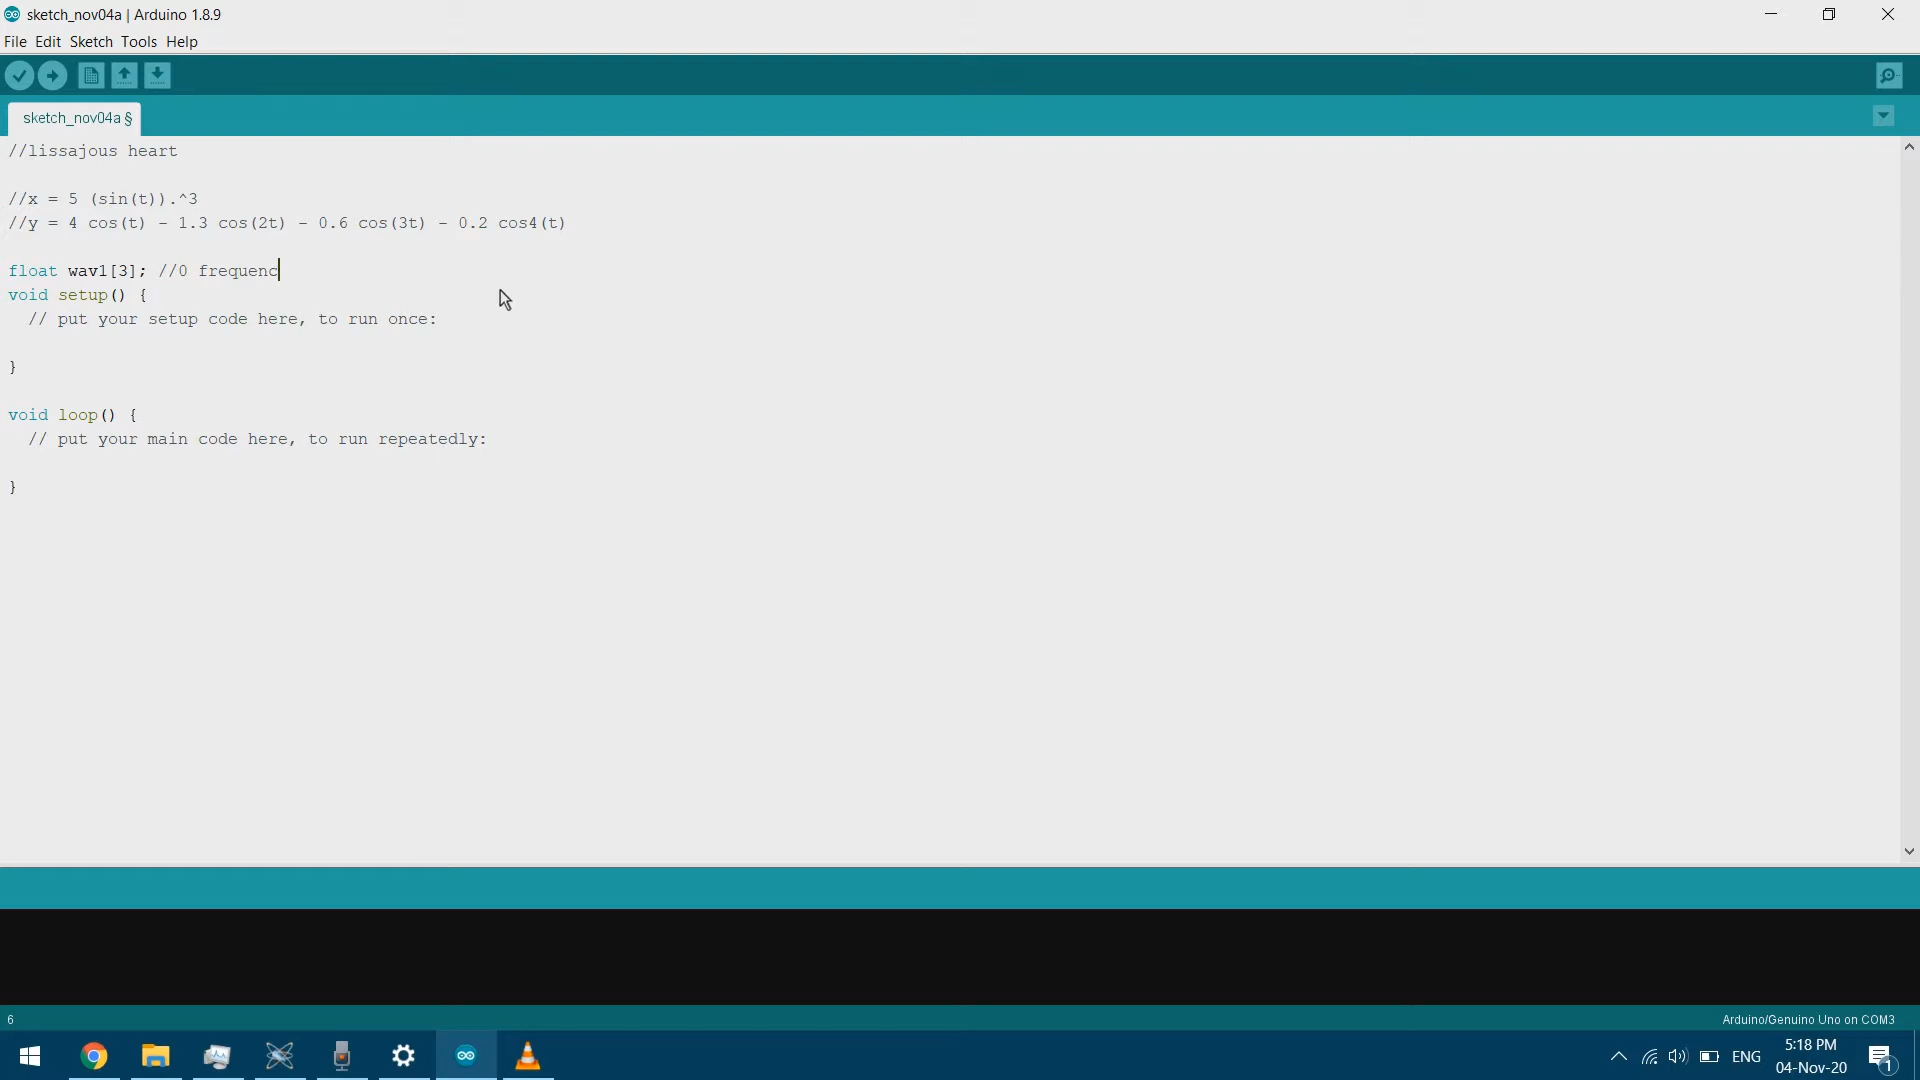 sketch_nov04a | Arduino 1.8.9
File Edit Sketch Tools Help
sketch_nov04a §
//lissajous heart
//x = 5 (sin(t)).^3
//y = 4 cos(t) - 1.3 cos(2t) - 0.6 cos(3t) - 0.2 cos4(t)
float wav1[3]; //0 frequenc
void setup() {
// put your setup code here, to run once:
}
void loop() {
// put your main code here, to run repeatedly:
}
6
Arduino/Genuino Uno on COM3
ENG
5:18 PM
04-Nov-20
1